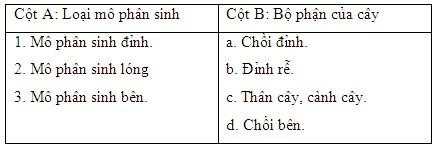 Cột A: Loại mô phân sinh
Cột B: Bộ phận của cây
1. Mô phân sinh đỉnh.
2. Mô phân sinh lóng
3. Mô phân sinh bên.
a. Chồi đỉnh.
b. Đỉnh rễ.
c. Thân cây, cành cây.
d. Chồi bên.